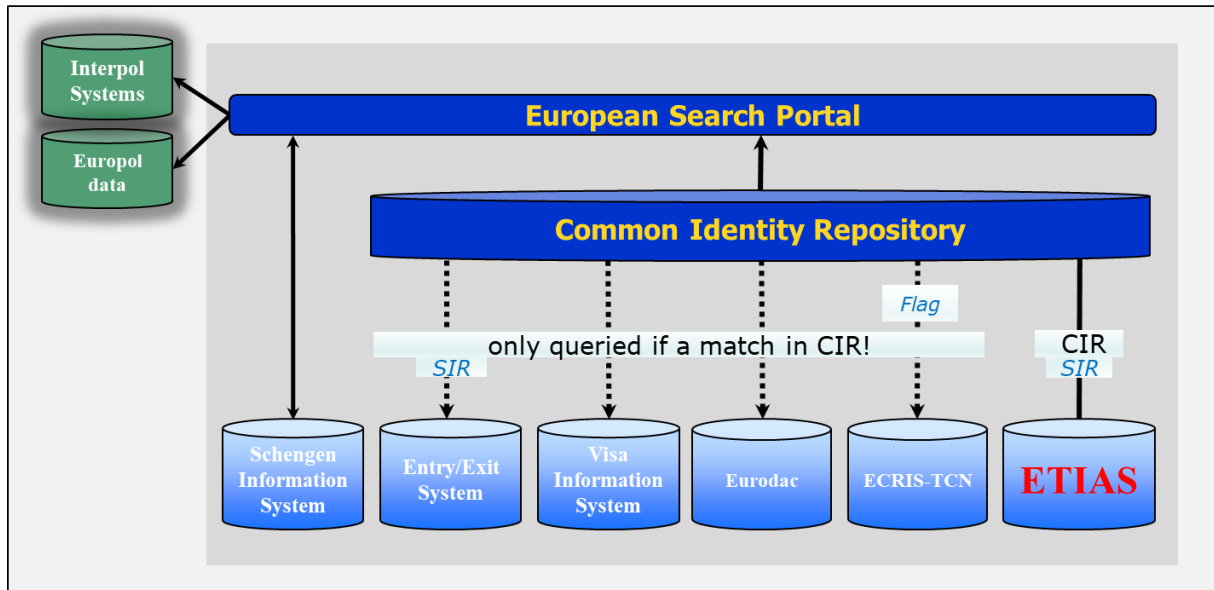 Interpol
Systems
Europol
data
European Search Portal
Common Identity Repository
Flag
only queried if a match in CIR!
SIR
CIR
SIR
Schengen
Information
System
Entry/Exit
System
Visa
Information
System
Eurodac
ECRIS-TCN
ETIAS